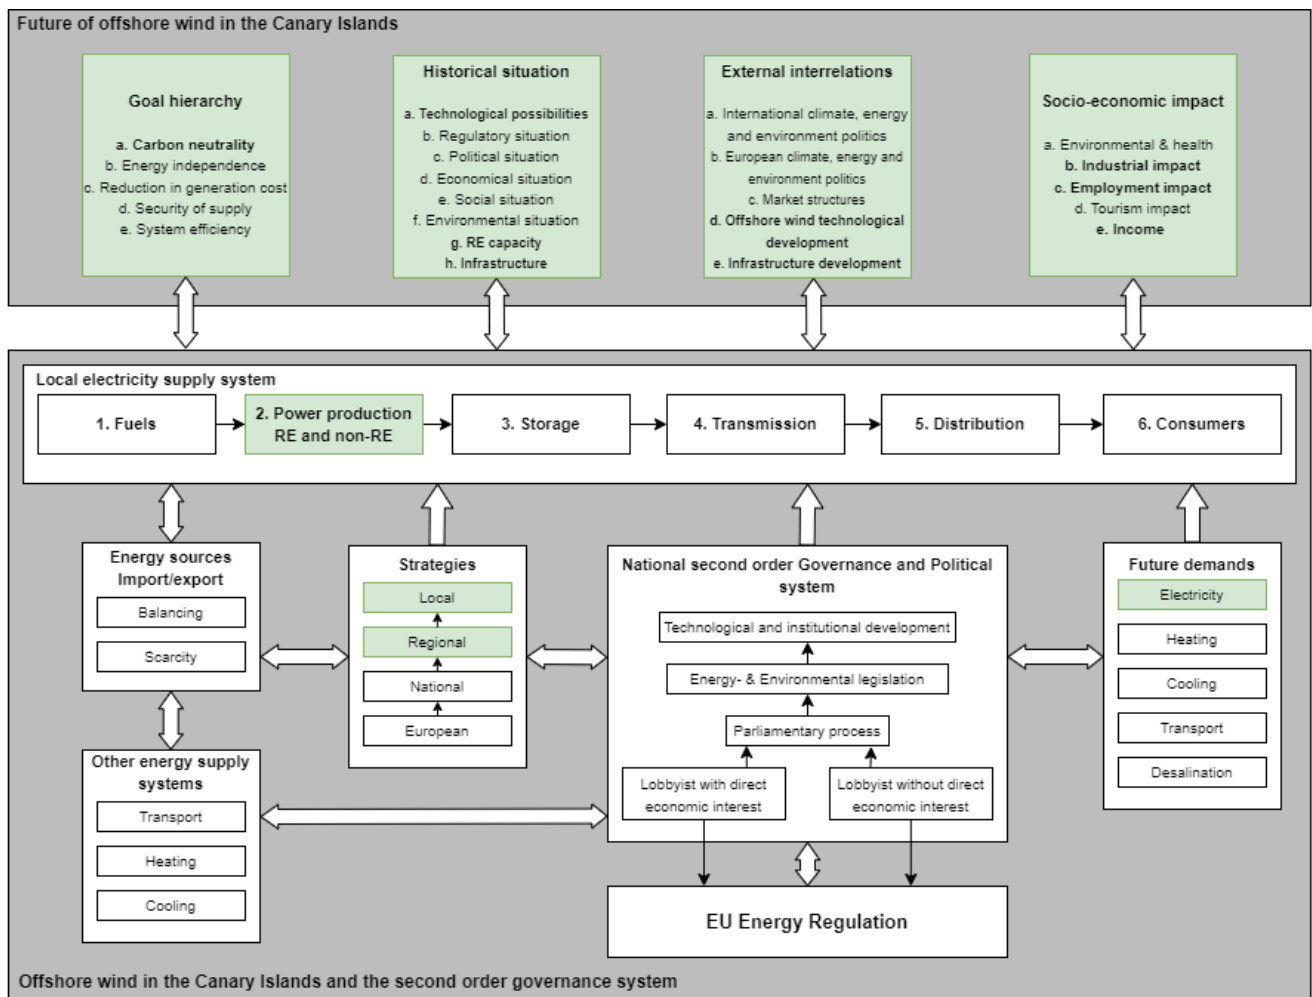 Future of offshore wind in the Canary Islands
Goal hierarchy
a. Carbon neutrality
b. Energy independence
c. Reduction in generation cost
d. Security of supply
e. System efficiency
Historical situation
a. Technological possibilities
b. Regulatory situation
c. Political situation
d. Economical situation
e. Social situation
f. Environmental situation
g. RE capacity
h. Infrastructure
External interrelations
a. International climate, energy
and environment politics
b. European climate, energy and
environment politics
c. Market structures
d. Offshore wind technological
development
e. Infrastructure development
Socio-economic impact
a. Environmental & health
b. Industrial impact
c. Employment impact
d. Tourism impact
e. Income
Local electricity supply system
1. Fuels
2. Power production
RE and non-RE
3. Storage
4. Transmission
5. Distribution
6. Consumers
Energy sources
Import/export
Balancing
Scarcity
Strategies
Local
Regional
National
European
National second order Governance and Political
system
Technological and institutional development
Energy- & Environmental legislation
Parliamentary process
Lobbyist with direct
economic interest
Lobbyist without direct
economic interest
Future demands
Electricity
Heating
Cooling
Transport
Desalination
Other energy supply
systems
Transport
Heating
Cooling
EU Energy Regulation
Offshore wind in the Canary Islands and the second order governance system